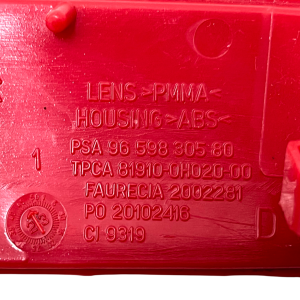 LENS >PMMA<
HOUSING >ABS<
PSA 96 598 305 80
1
TPCA 81910-0H020-00
FAURECIA 2002281
PO 20102416
D
CI 9319